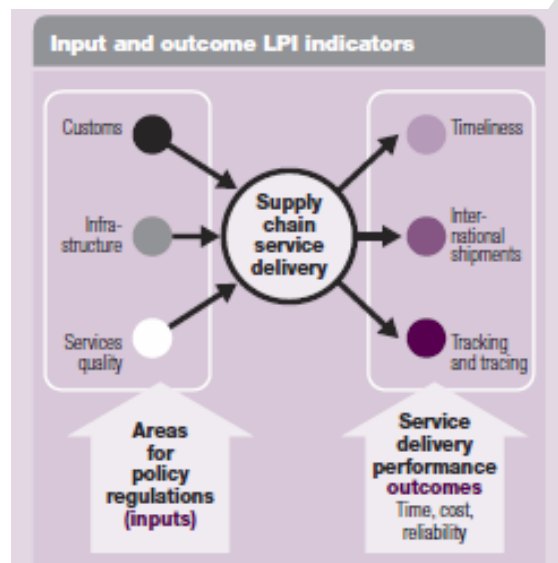 Input and outcome LPI indicators
Customs
Infra-
structure
Services
quality
Supply
chain
service
delivery
Timeliness
Inter-
national
shipments
Tracking
and tracing
Areas
for
policy
regulations
(inputs)
Service
delivery
performance
outcomes
Time, cost,
reliability